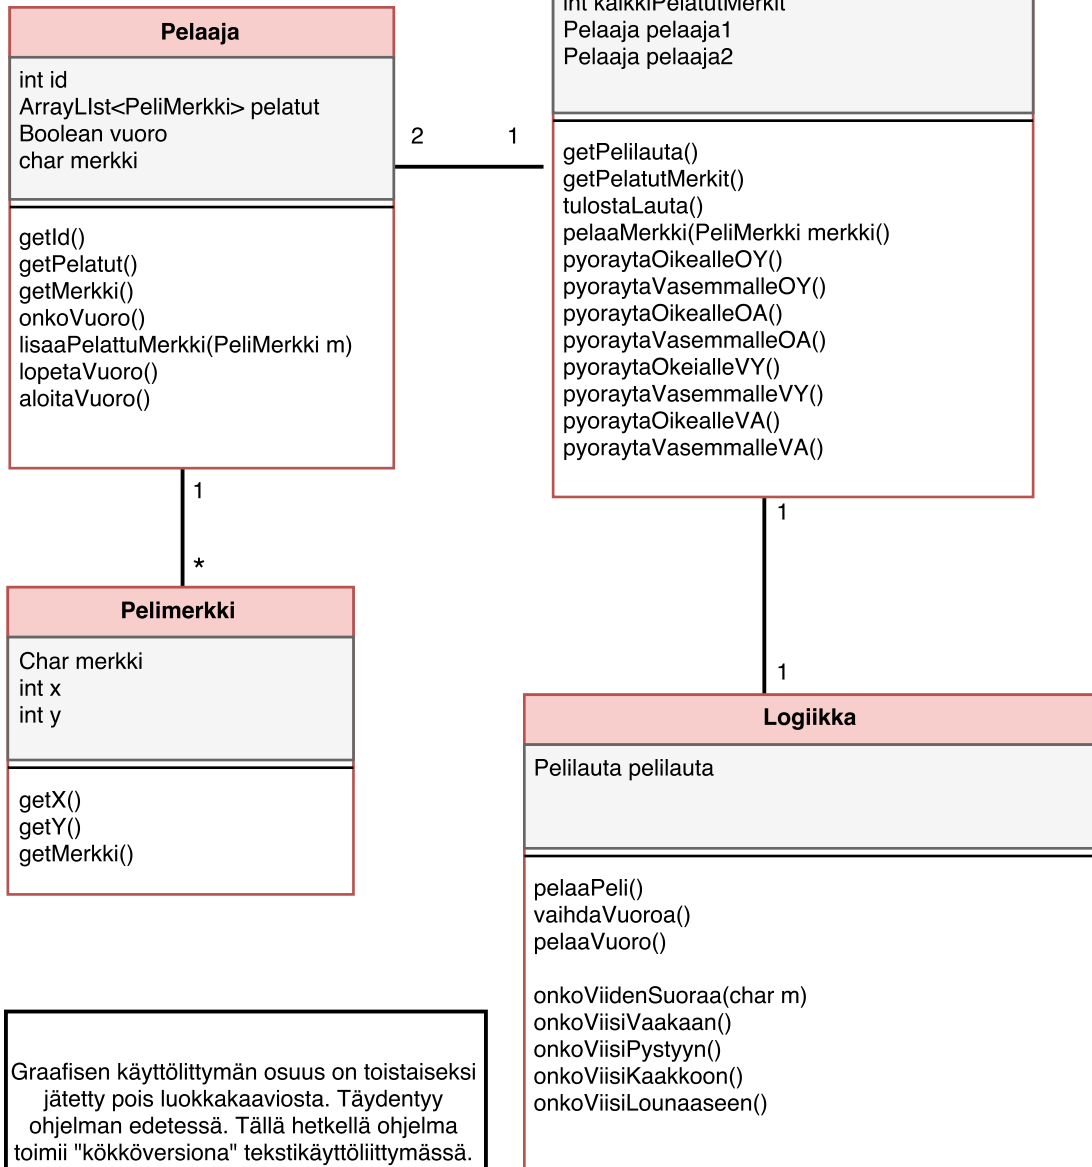 Pelaaja
int id
ArrayLIst<PeliMerkki> pelatut
Boolean vuoro
char merkki
getId()
getPelatut()
getMerkki()
onkoVuoro()
lisaaPelattuMerkki(PeliMerkki m)
lopetaVuoro()
aloitaVuoro()
2 1
int kaikkiPelatutMerkit
Pelaaja pelaaja1
Pelaaja pelaaja2
getPelilauta()
getPelatutMerkit()
tulostaLauta()
pelaaMerkki(PeliMerkki merkki()
pyoraytaOikealleOY()
pyoraytaVasemmalleOY()
pyoraytaOikealleOA()
pyoraytaVasemmalleOA()
pyoraytaOkeialleVY()
pyoraytaVasemmalleVY()
pyoraytaOikealleVA()
pyoraytaVasemmalleVA()
1
*
Pelimerkki
Char merkki
int x
int y
getX()
getY()
getMerkki()
1
1
Logiikka
Pelilauta pelilauta
pelaaPeli()
vaihdaVuoroa()
pelaaVuoro()
onkoViidenSuoraa(char m)
onkoViisiVaakaan()
onkoViisiPystyyn()
onkoViisiKaakkoon()
onkoViisiLounaaseen()
Graafisen käyttölittymän osuus on toistaiseksi
jätetty pois luokkakaaviosta. Täydentyy
ohjelman edetessä. Tällä hetkellä ohjelma
toimii "kökköversiona" tekstikäyttöliittymässä.